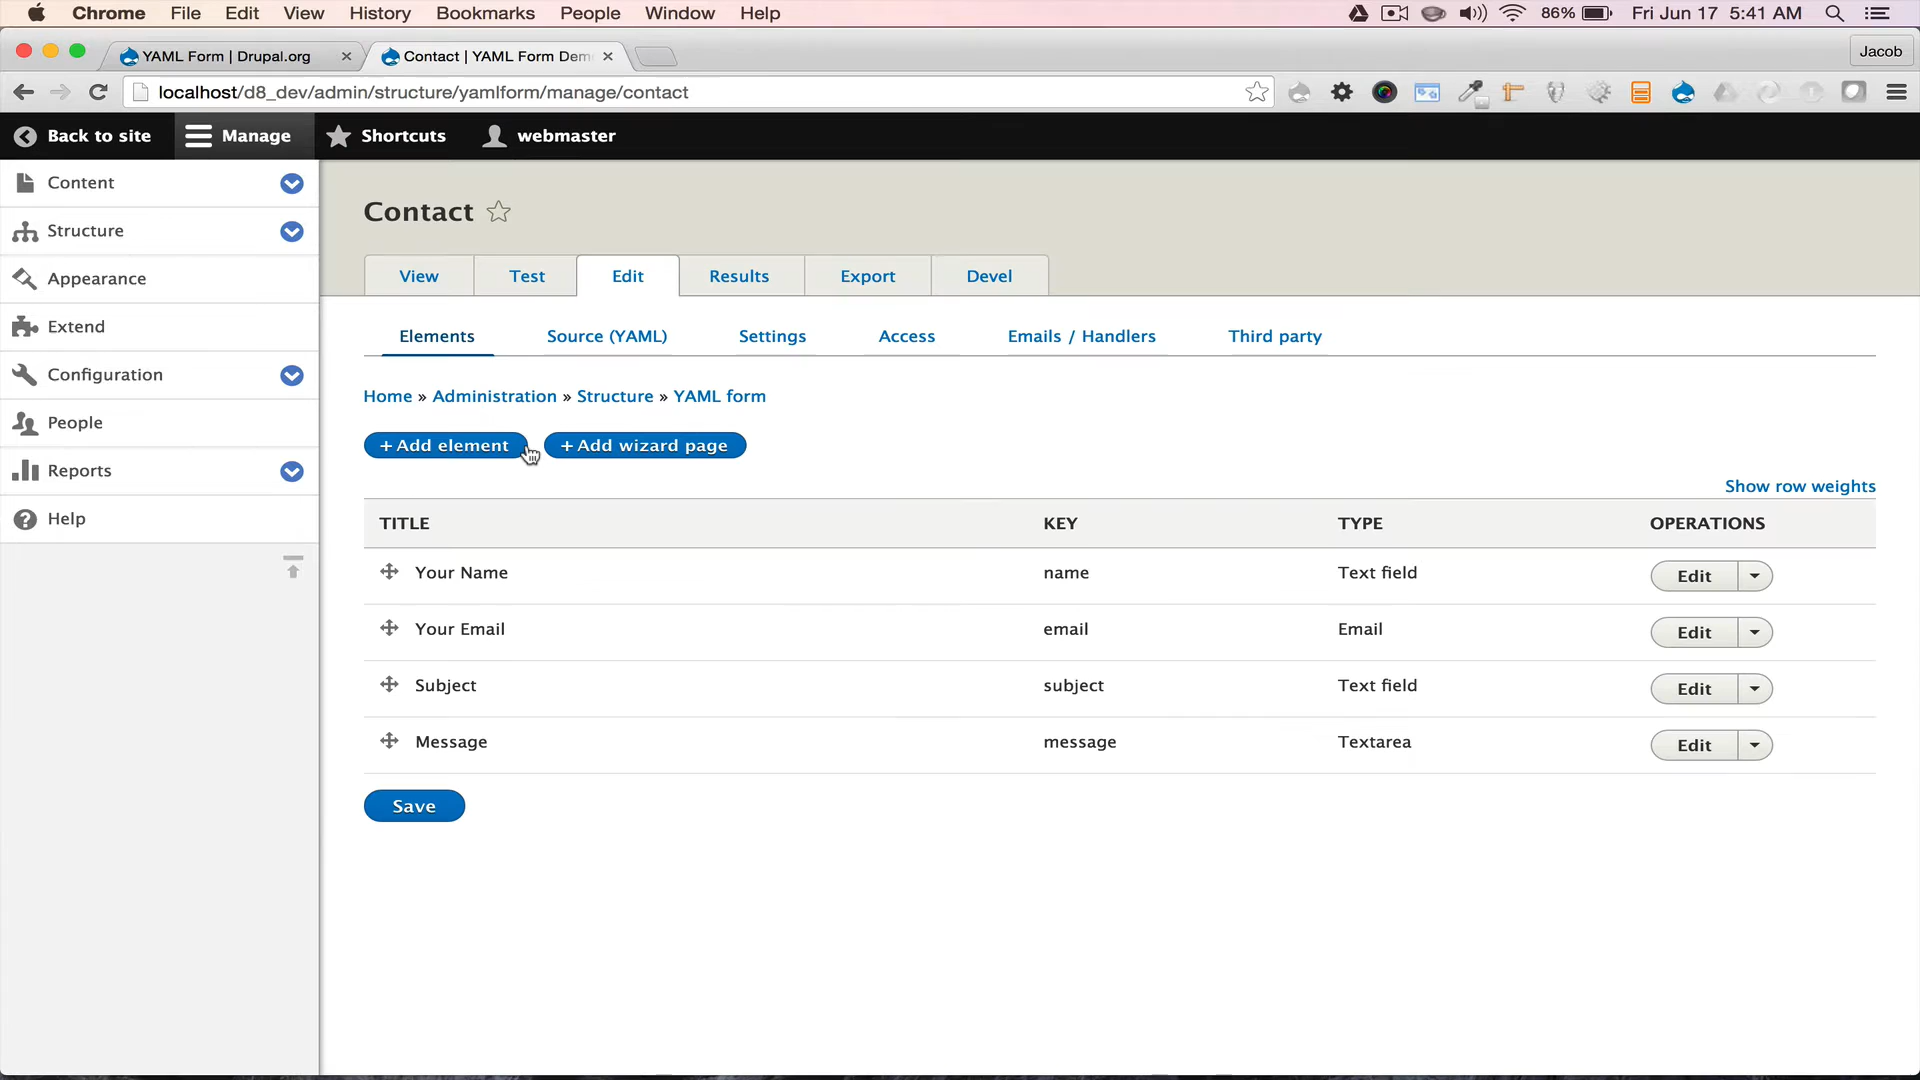 Chrome File Edit View History Bookmarks People Window Help 86% Fri Jun 17 5:41 AM
YAML Form | Drupal.org Contact | YAML Form Dem Jacob
localhost/d8_dev/admin/structure/yamlform/manage/contact
Back to site Manage Shortcuts webmaster
Content
Structure
Appearance
Extend
Configuration
People
Reports
Help
Contact
View Test Edit Results Export Devel
Elements Source (YAML) Settings Access Emails / Handlers Third party
Home » Administration » Structure » YAML form
+ Add element + Add wizard page
Show row weights
TITLE KEY TYPE OPERATIONS
Your Name name Text field Edit
Your Email email Email Edit
Subject subject Text field Edit
Message message Textarea Edit
Save